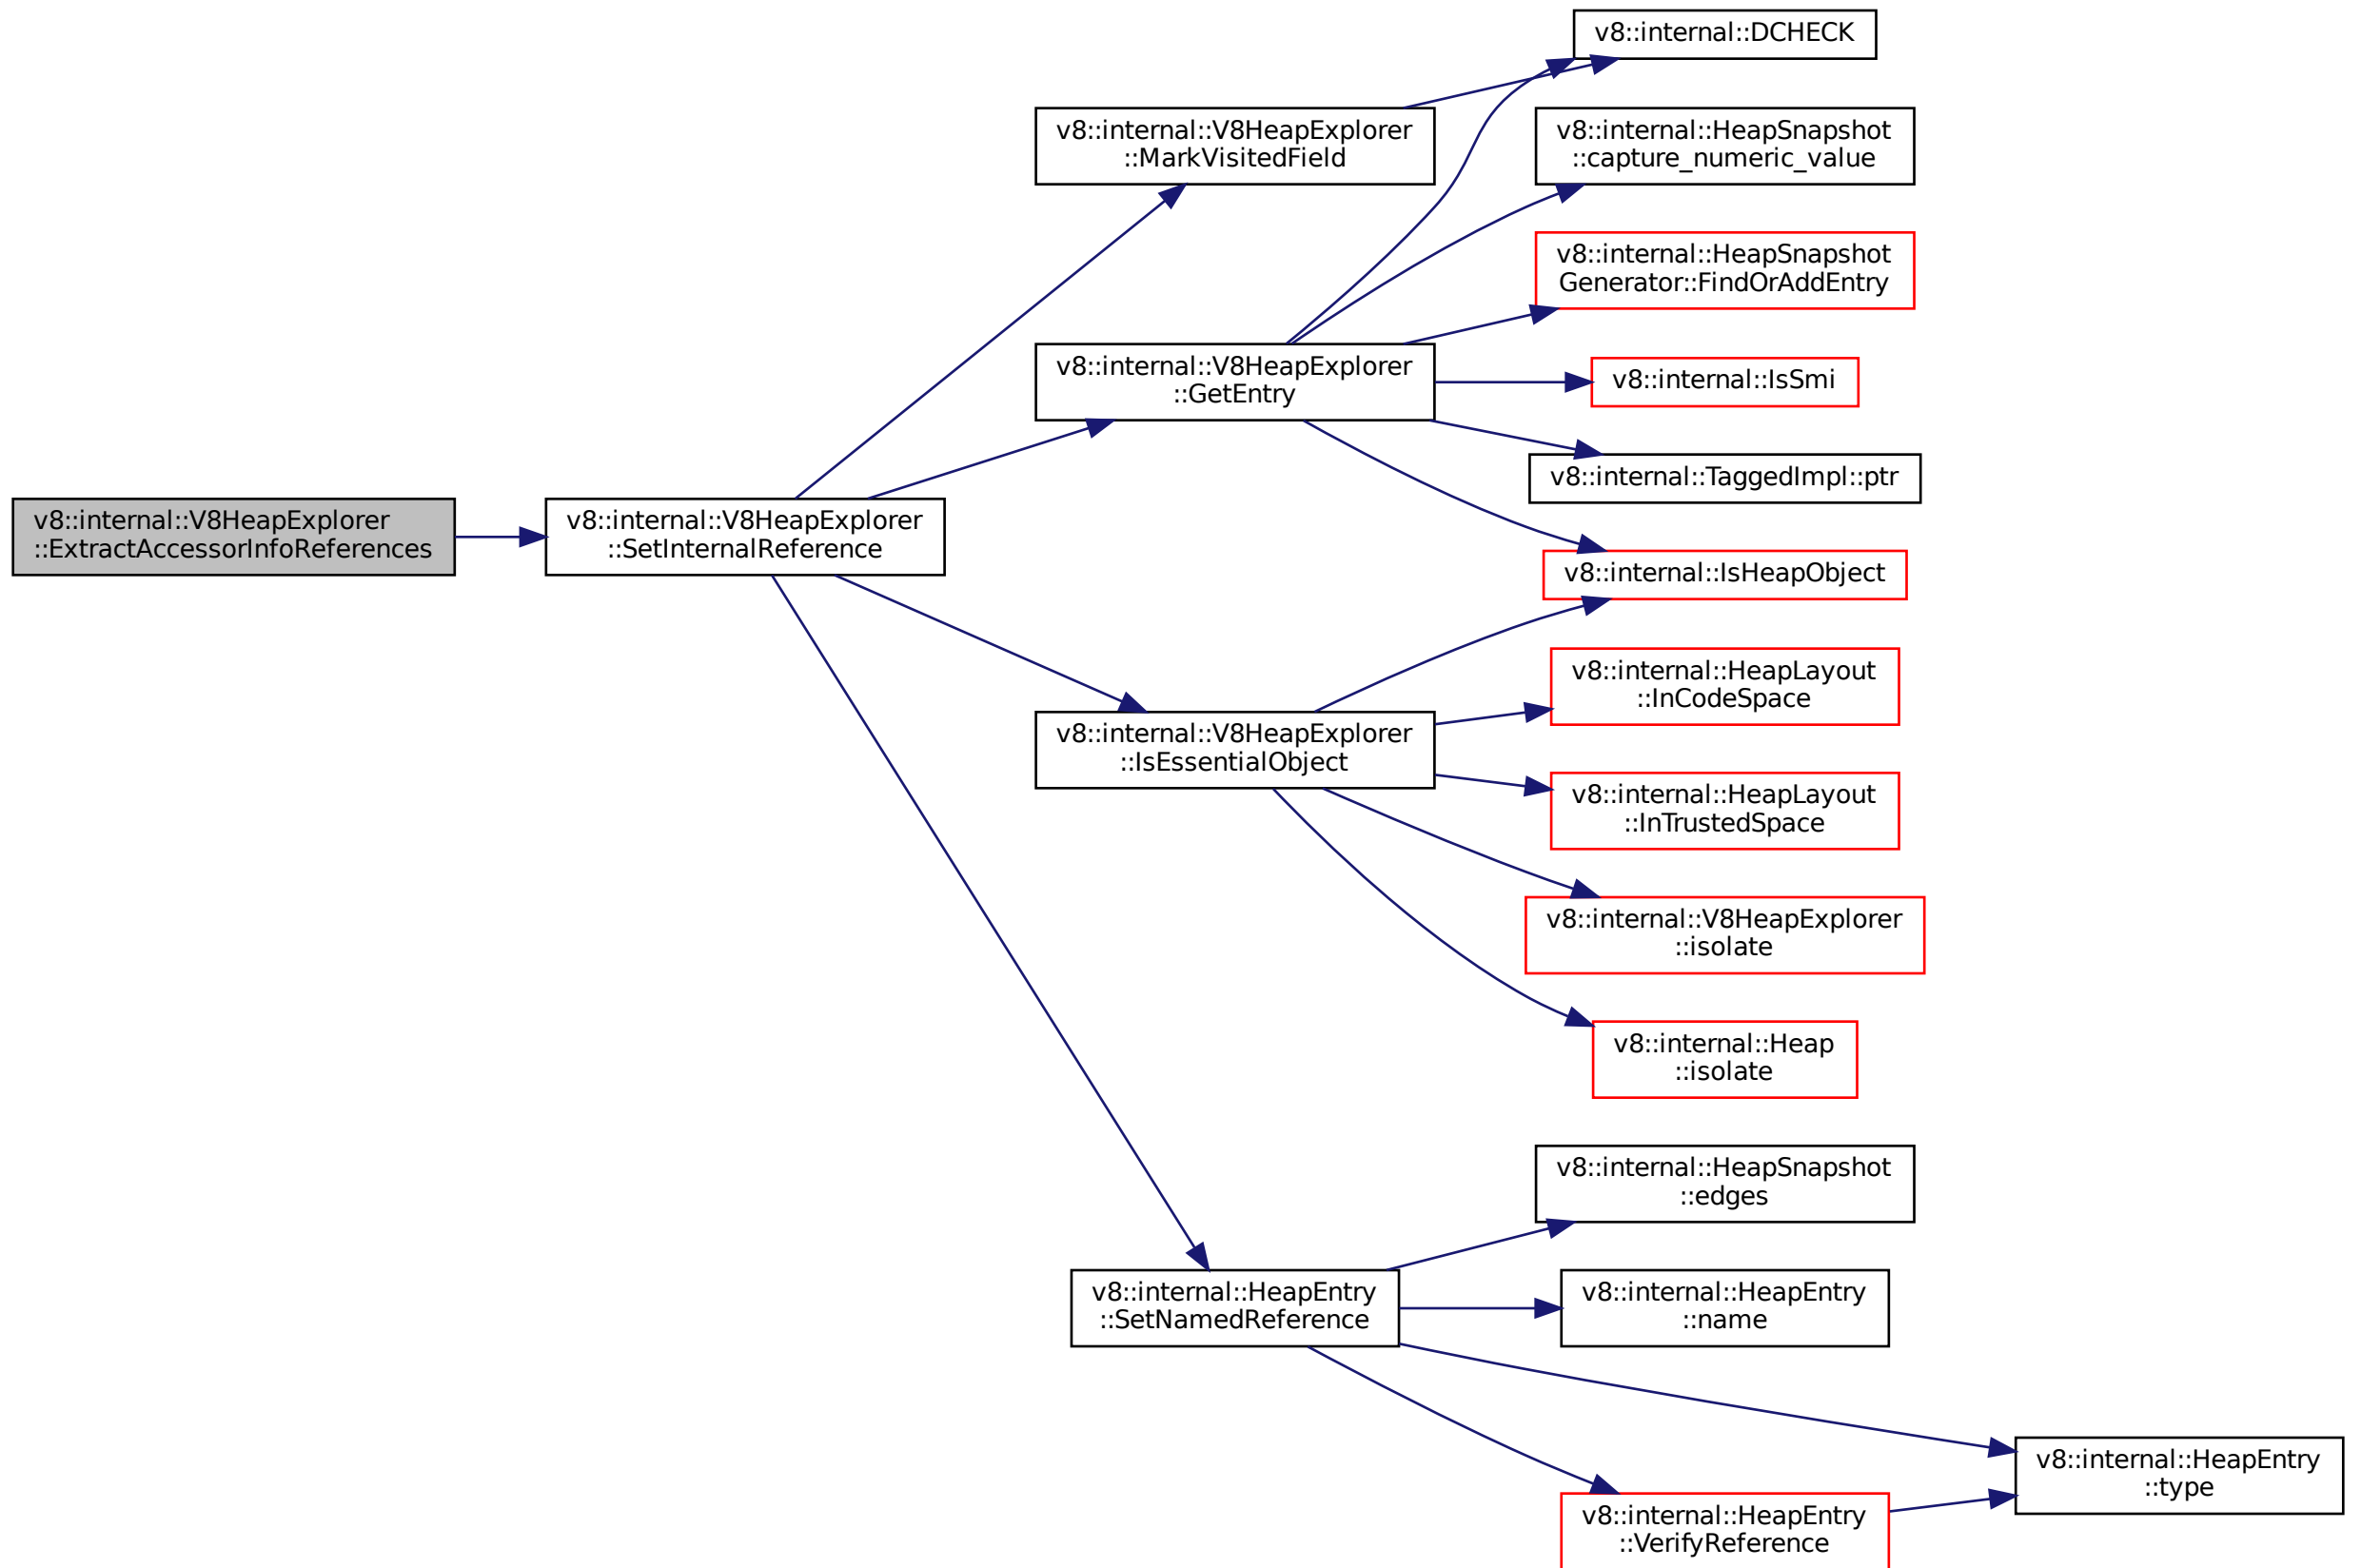 v8::internal::V8HeapExplorer
::ExtractAccessorInfoReferences
v8::internal::V8HeapExplorer
::SetInternalReference
v8::internal::V8HeapExplorer
::MarkVisitedField
v8::internal::V8HeapExplorer
::GetEntry
v8::internal::V8HeapExplorer
::IsEssentialObject
v8::internal::HeapEntry
::SetNamedReference
v8::internal::DCHECK
v8::internal::HeapSnapshot
::capture_numeric_value
v8::internal::HeapSnapshot
Generator::FindOrAddEntry
v8::internal::IsSmi
v8::internal::TaggedImpl::ptr
v8::internal::IsHeapObject
v8::internal::HeapLayout
::InCodeSpace
v8::internal::HeapLayout
::InTrustedSpace
v8::internal::V8HeapExplorer
::isolate
v8::internal::Heap
::isolate
v8::internal::HeapSnapshot
::edges
v8::internal::HeapEntry
::name
v8::internal::HeapEntry
::VerifyReference
v8::internal::HeapEntry
::type